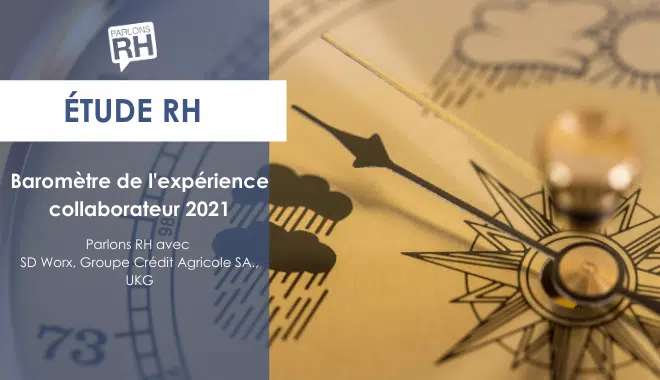 PARLONS
RH
ÉTUDE RH
Baromètre de l'expérience
collaborateur 2021
Parlons RH avec
SD Worx, Groupe Crédit Agricole SA.,
UKG
98
73